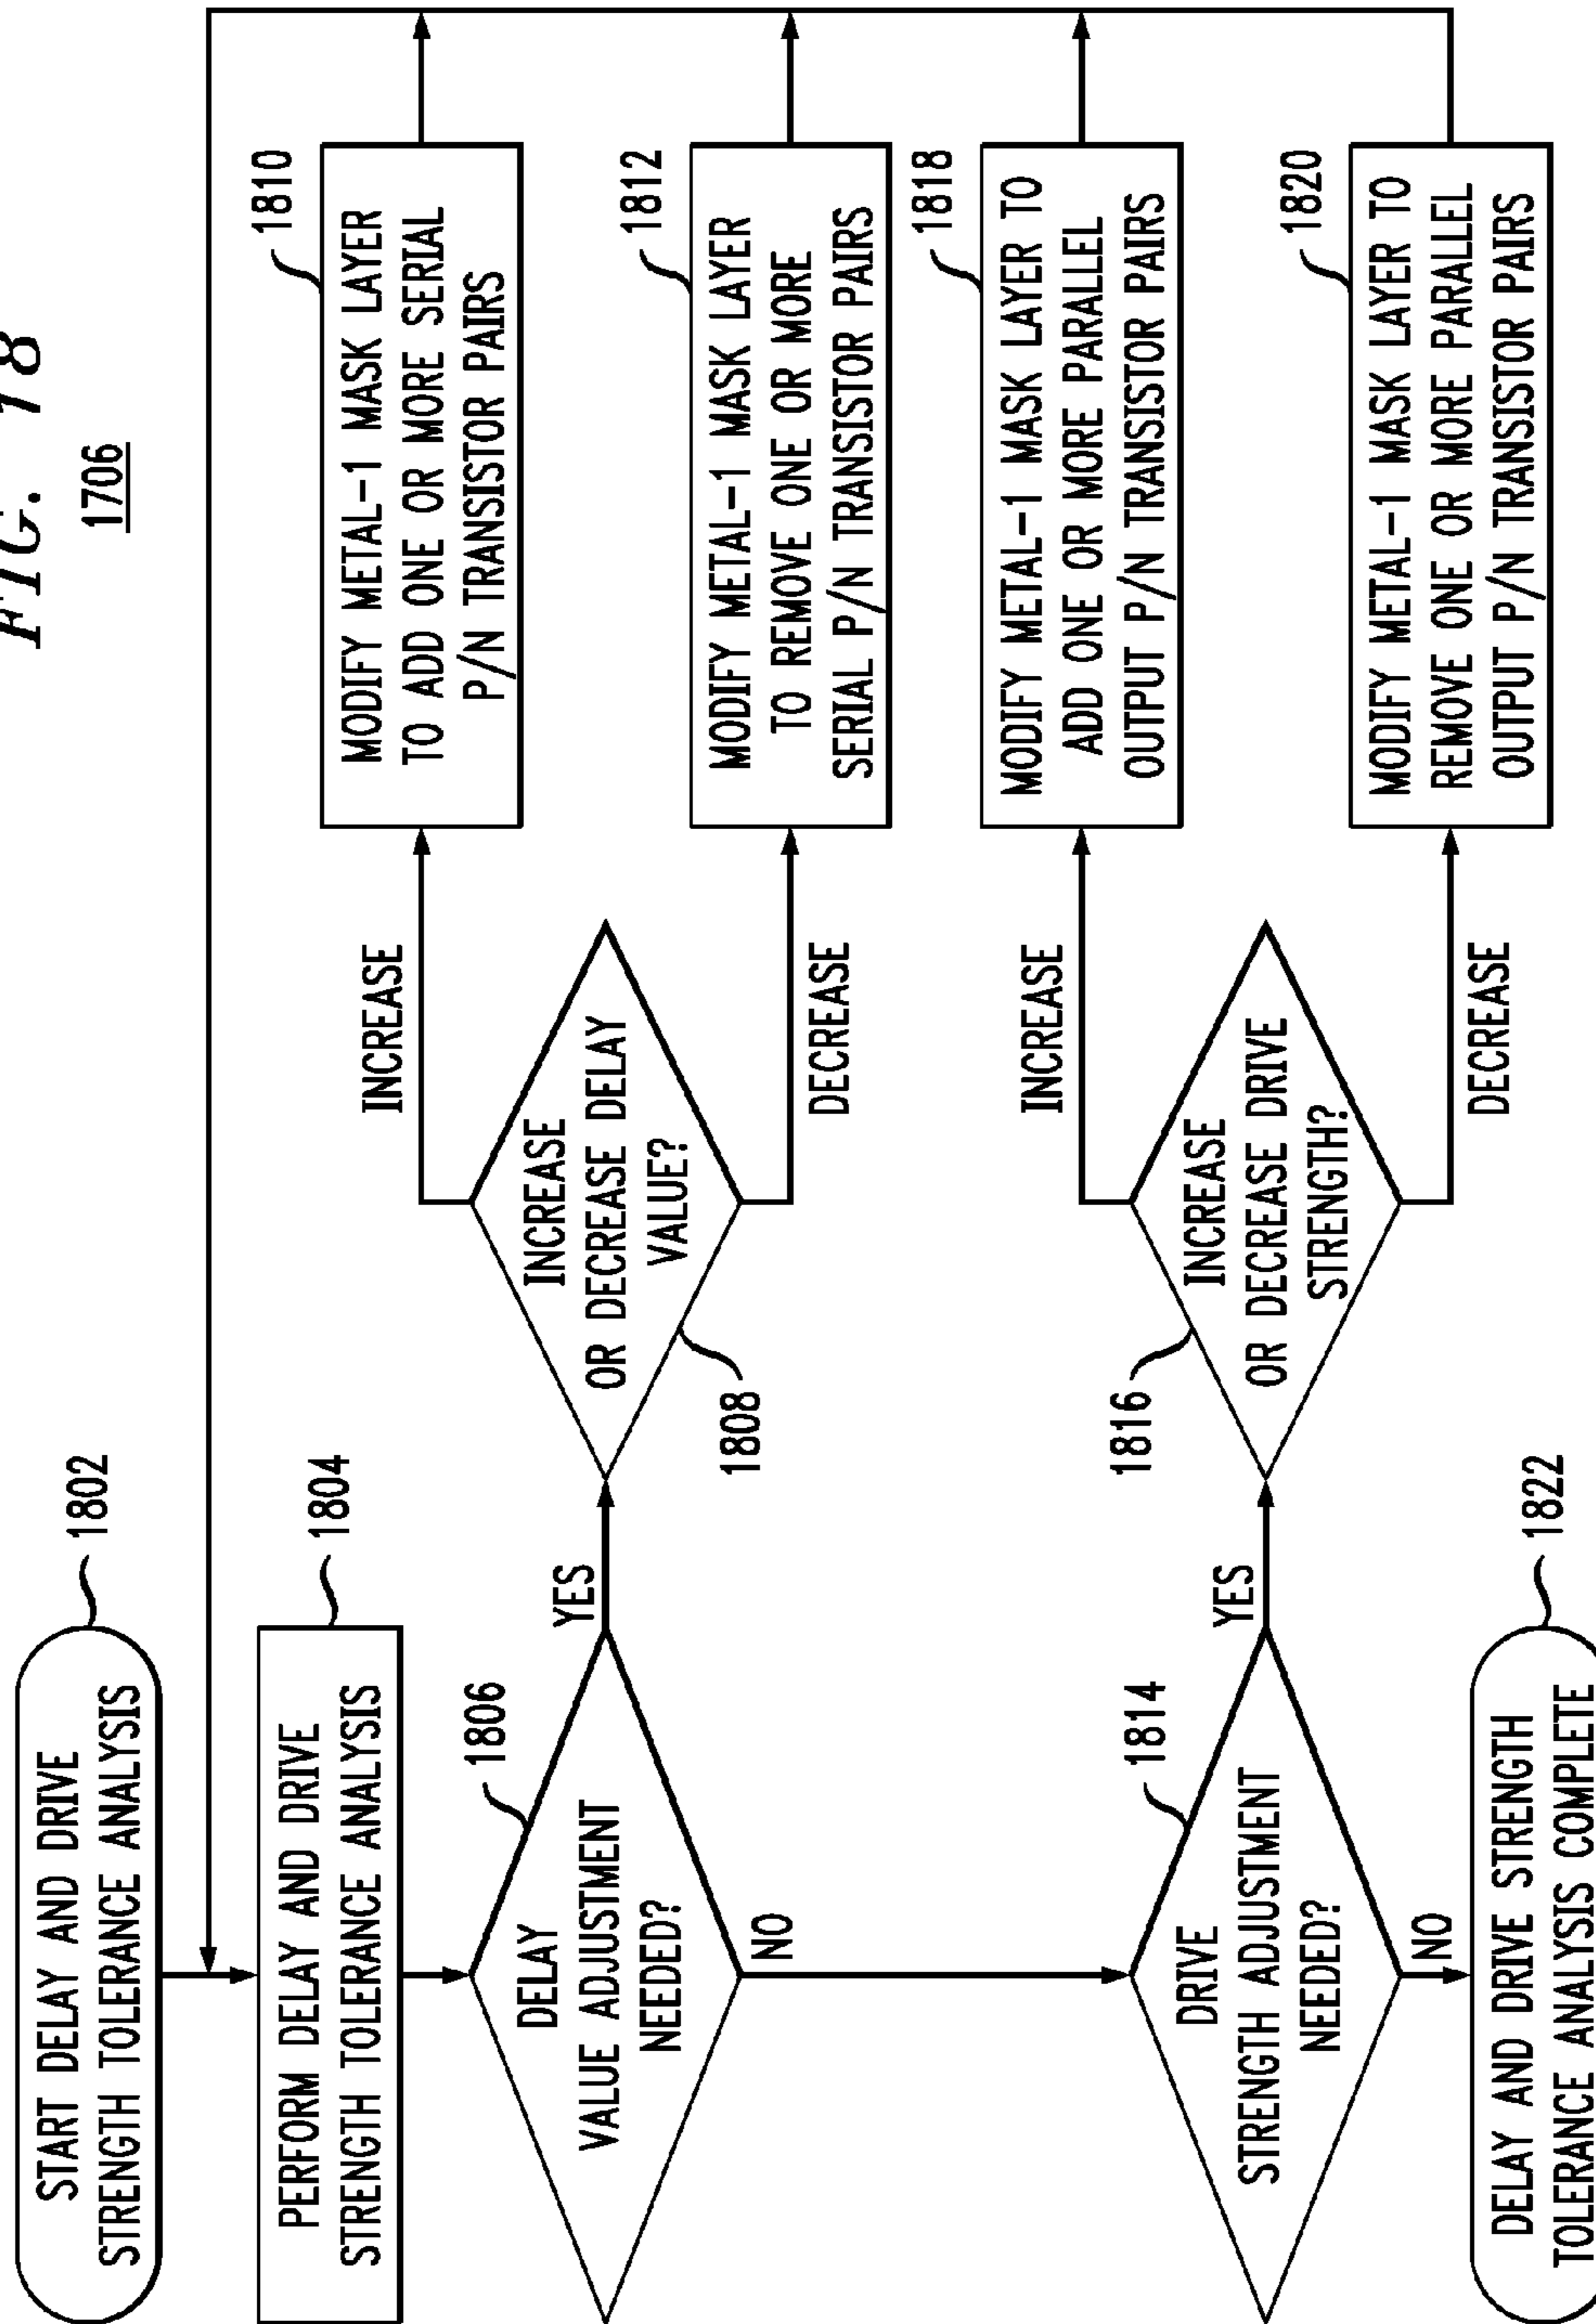 FIG. 18
1706
START DELAY AND DRIVE
STRENGTH TOLERANCE ANALYSIS
1802
PERFORM DELAY AND DRIVE
STRENGTH TOLERANCE ANALYSIS
1804
DELAY
VALUE ADJUSTMENT
NEEDED?
1806
YES
NO
INCREASE
OR DECREASE DELAY
VALUE?
1808
INCREASE
DECREASE
MODIFY METAL-1 MASK LAYER
TO ADD ONE OR MORE SERIAL
P/N TRANSISTOR PAIRS
1810
MODIFY METAL-1 MASK LAYER
TO REMOVE ONE OR MORE
SERIAL P/N TRANSISTOR PAIRS
1812
DRIVE
STRENGTH ADJUSTMENT
NEEDED?
1814
YES
NO
INCREASE
OR DECREASE DRIVE
STRENGTH?
1816
INCREASE
DECREASE
MODIFY METAL-1 MASK LAYER TO
ADD ONE OR MORE PARALLEL
OUTPUT P/N TRANSISTOR PAIRS
1818
MODIFY METAL-1 MASK LAYER TO
REMOVE ONE OR MORE PARALLEL
OUTPUT P/N TRANSISTOR PAIRS
1820
DELAY AND DRIVE STRENGTH
TOLERANCE ANALYSIS COMPLETE
1822